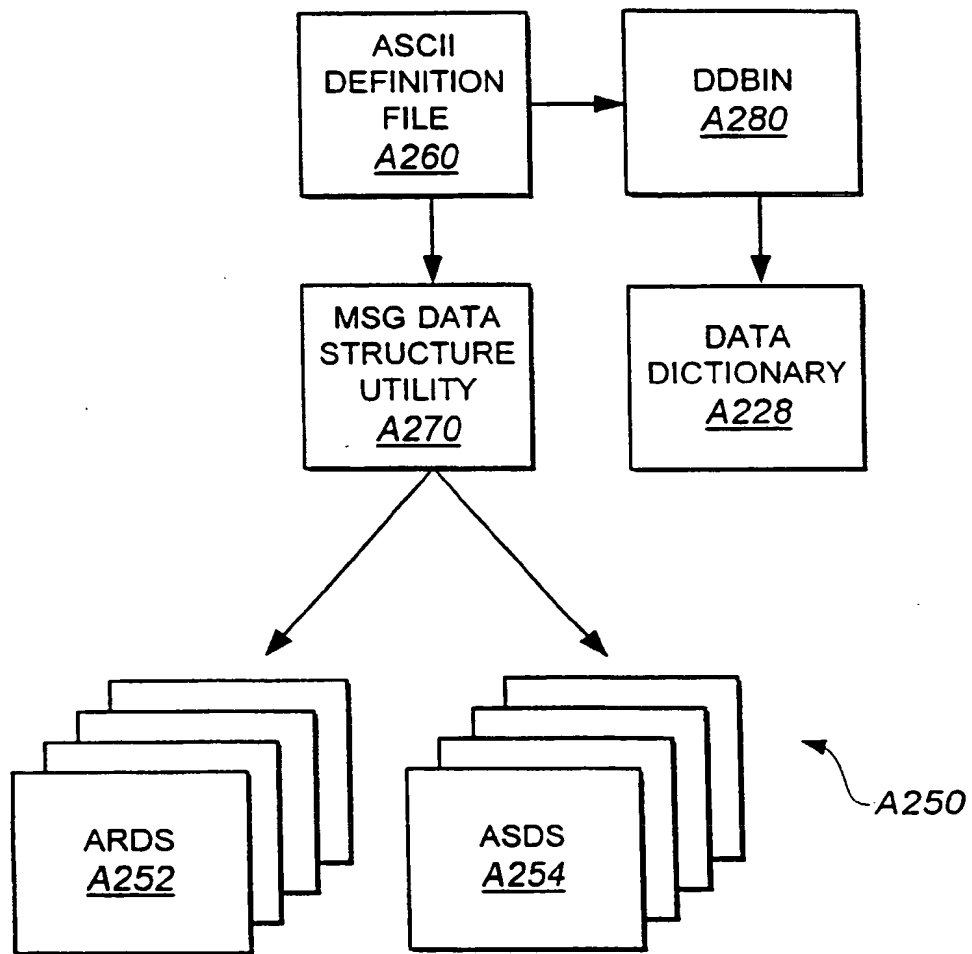 ASCII
DEFINITION
FILE
A260
DDBIN
A280
MSG DATA
STRUCTURE
UTILITY
A270
DATA
DICTIONARY
A228
A250
ARDS
A252
ASDS
A254